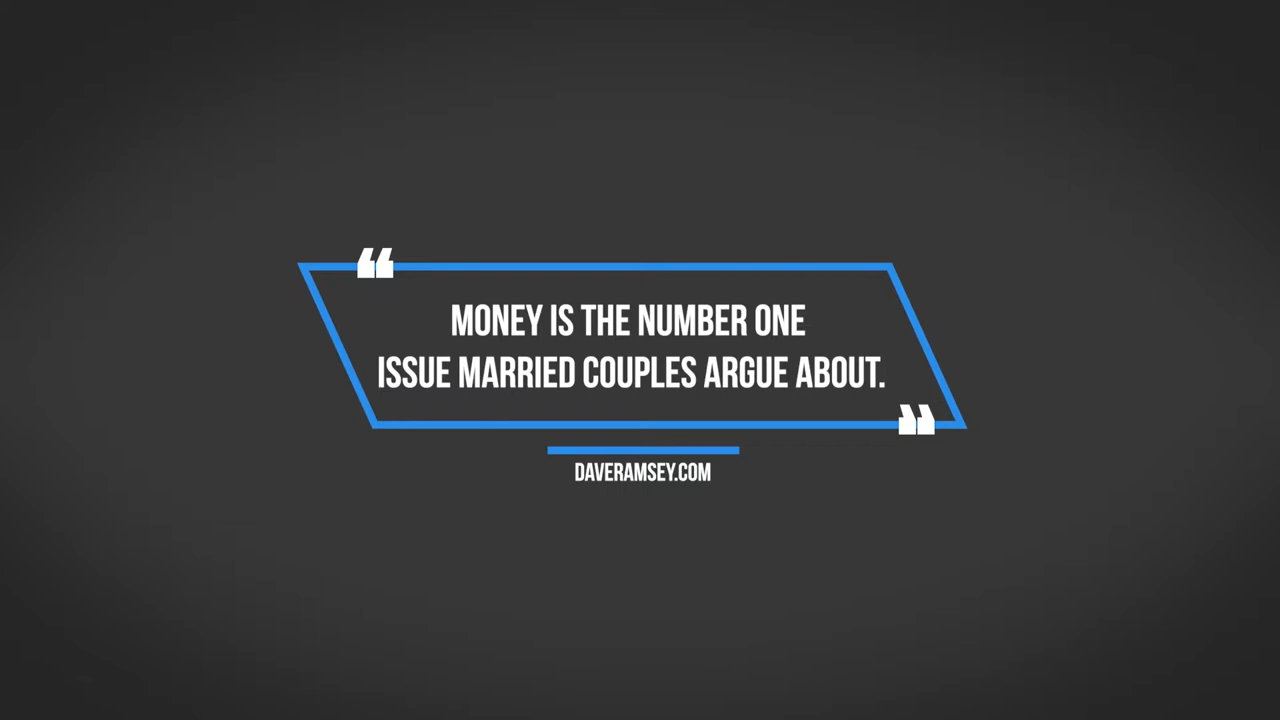 ❝
MONEY IS THE NUMBER ONE
ISSUE MARRIED COUPLES ARGUE ABOUT.
❞
DAVERAMSEY.COM